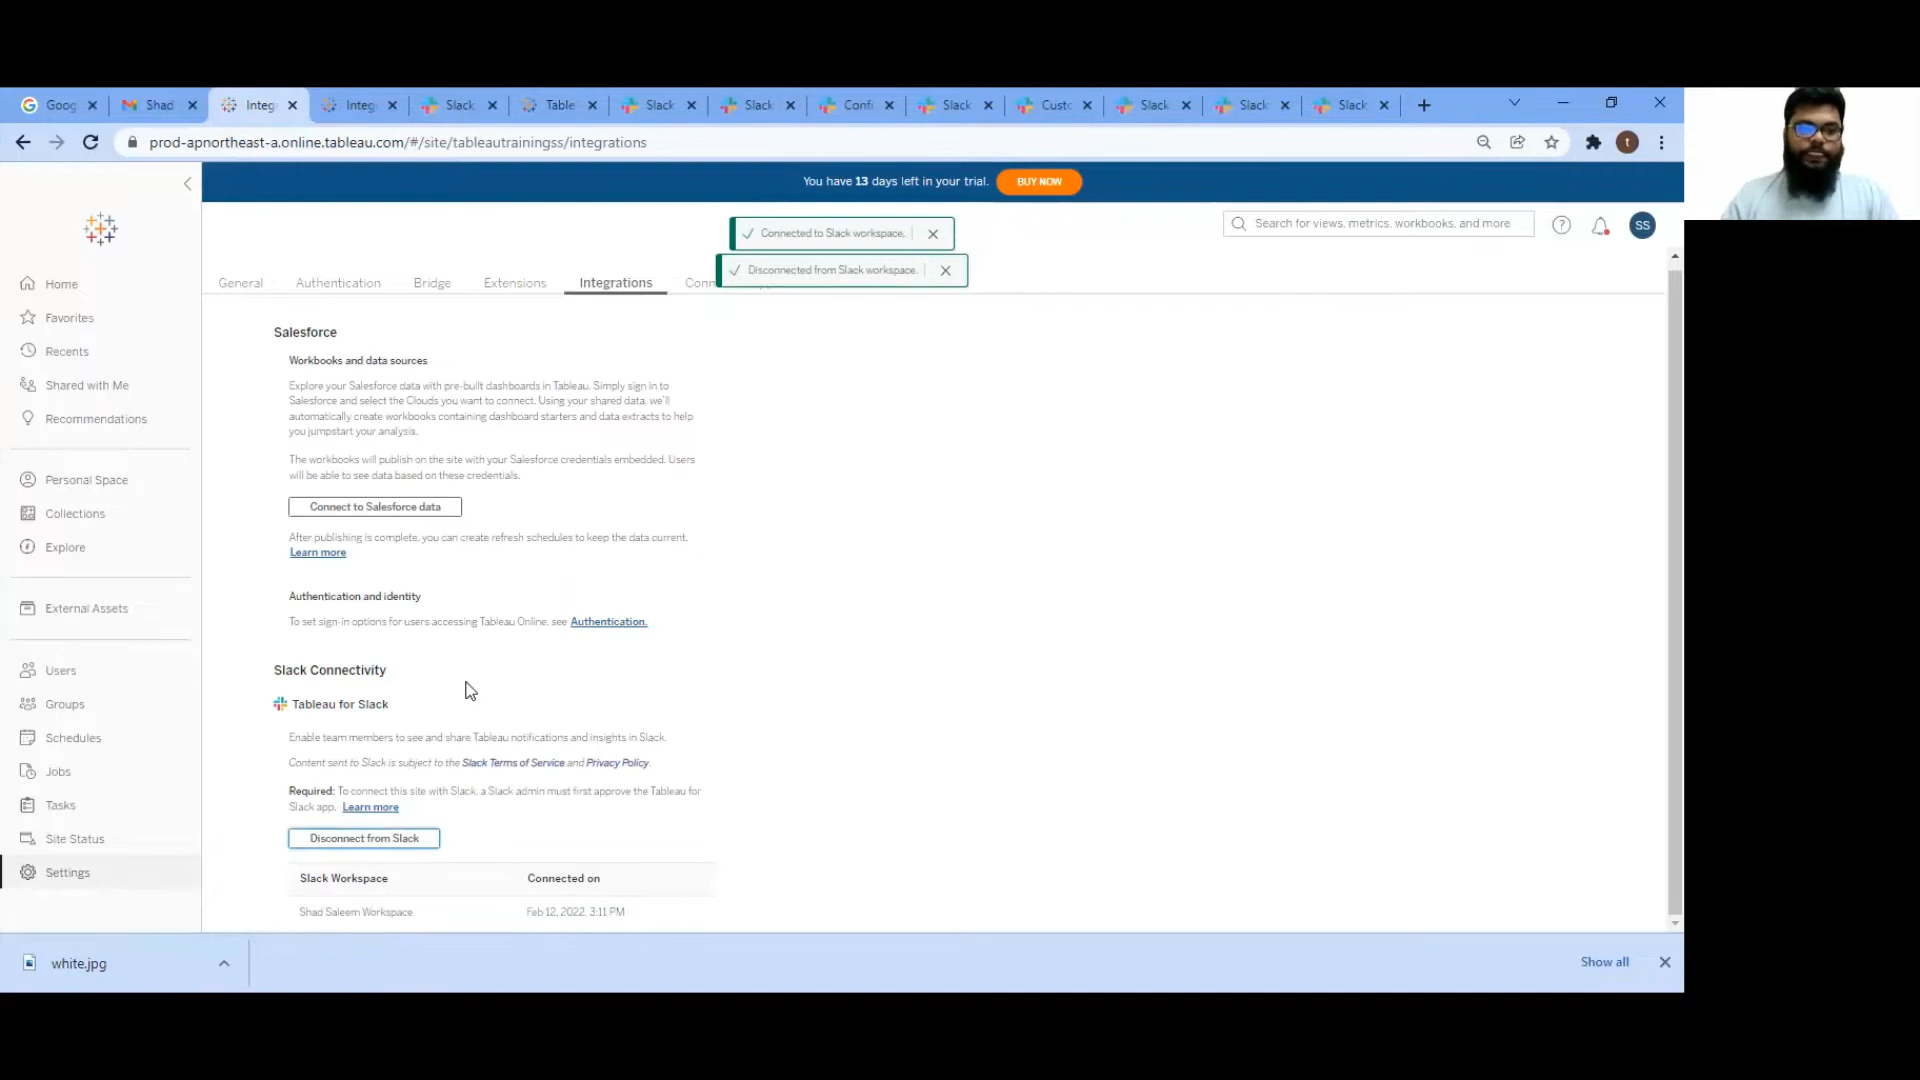 Goog
Shad
Integ
Integ
Slack
Table
Slack
Slack
Confi
Slack
Custo
Slack
Slack
Slack
prod-apnortheast-a.online.tableau.com/#/site/tableautrainingss/integrations
t
You have 13 days left in your trial.
BUY NOW
Connected to Slack workspace.
Disconnected from Slack workspace.
Search for views, metrics, workbooks, and more
SS
General
Authentication
Bridge
Extensions
Integrations
Conn
Home
Favorites
Recents
Shared with Me
Recommendations
Personal Space
Collections
Explore
External Assets
Users
Groups
Schedules
Jobs
Tasks
Site Status
Settings
Salesforce
Workbooks and data sources
Explore your Salesforce data with pre-built dashboards in Tableau. Simply sign in to
Salesforce and select the Clouds you want to connect. Using your shared data, we'll
automatically create workbooks containing dashboard starters and data extracts to help
you jumpstart your analysis.
The workbooks will publish on the site with your Salesforce credentials embedded. Users
will be able to see data based on these credentials.
Connect to Salesforce data
After publishing is complete, you can create refresh schedules to keep the data current.
Learn more
Authentication and identity
To set sign-in options for users accessing Tableau Online, see Authentication.
Slack Connectivity
Tableau for Slack
Enable team members to see and share Tableau notifications and insights in Slack.
Content sent to Slack is subject to the Slack Terms of Service and Privacy Policy.
Required: To connect this site with Slack, a Slack admin must first approve the Tableau for
Slack app. Learn more
Disconnect from Slack
Slack Workspace
Connected on
Shad Saleem Workspace
Feb 12, 2022, 3:11 PM
white.jpg
Show all